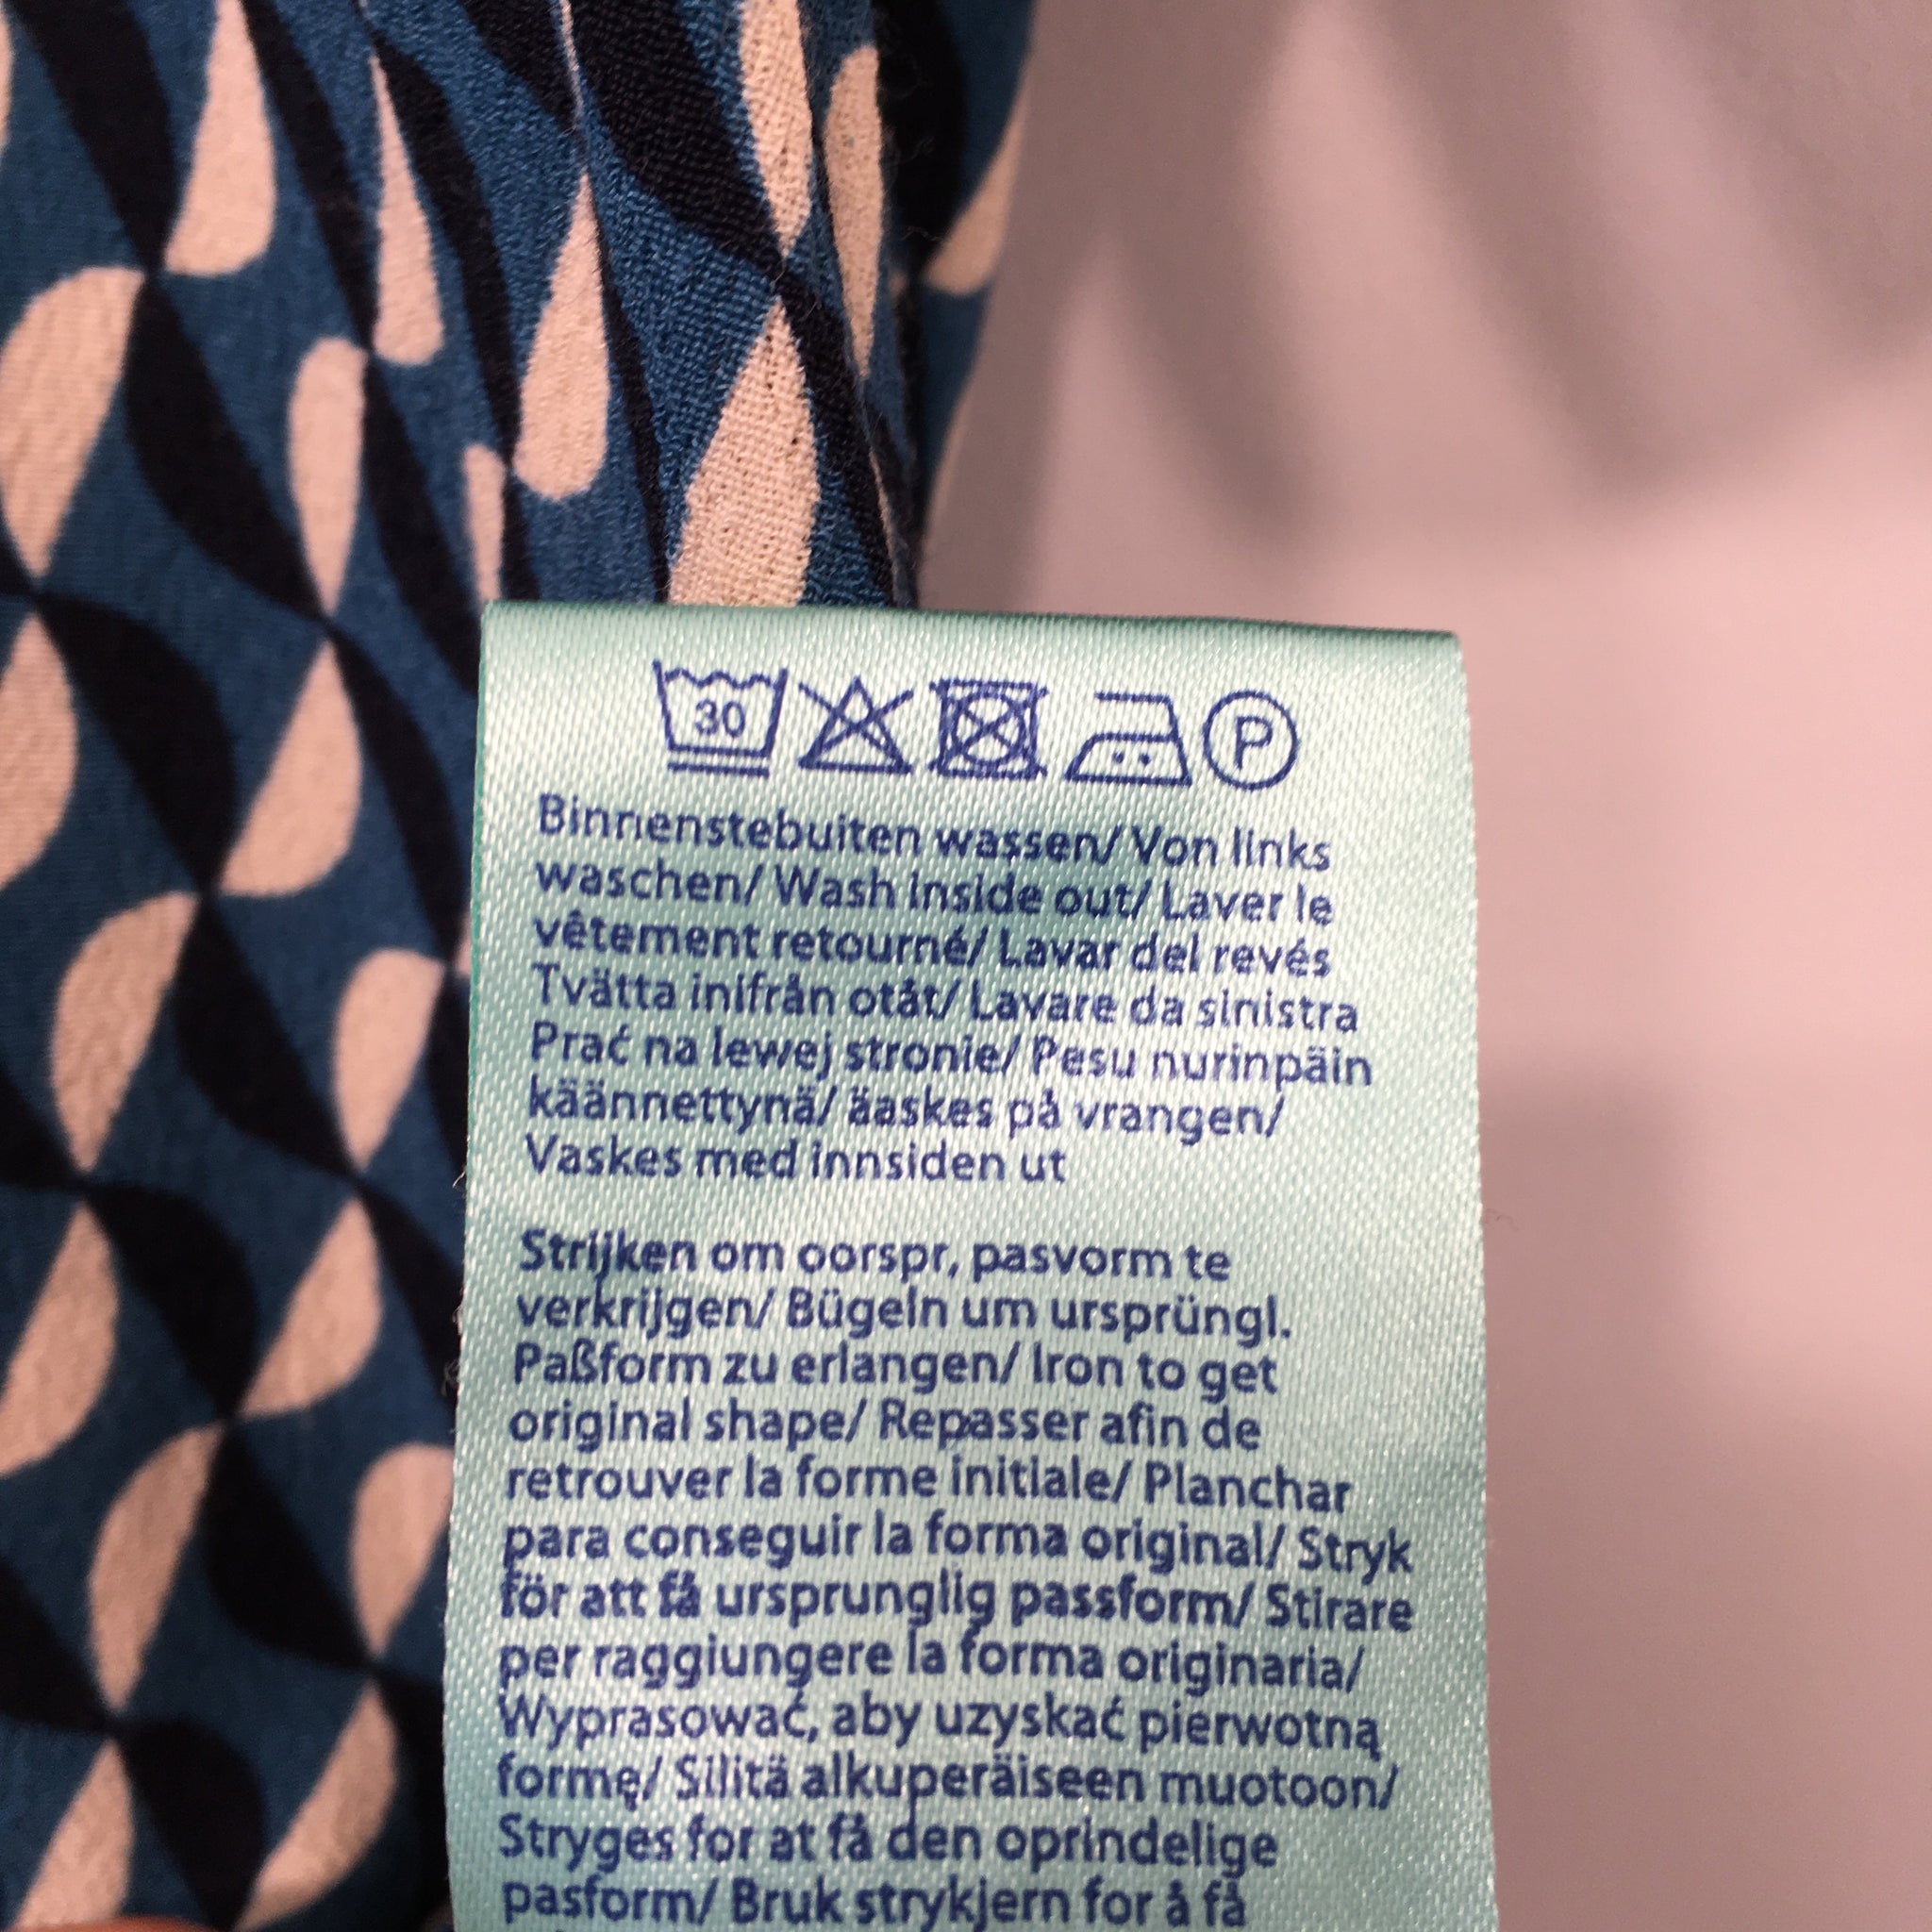 30 P
Binnenstebuiten wassen/ Von links
waschen/ Wash inside out/ Laver le
vêtement retourné/ Lavar del revés
Tvätta inifrån otåt/ Lavare da sinistra
Prać na lewej stronie/ Pesu nurinpäin
käännettynä/ äaskes på vrangen/
Vaskes med innsiden ut
Strijken om oorspr, pasvorm te
verkrijgen/ Bügeln um ursprüngl.
Paßform zu erlangen/ Iron to get
original shape/ Repasser afin de
retrouver la forme initiale/ Planchar
para conseguir la forma original/ Stryk
för att få ursprunglig passform/ Stirare
per raggiungere la forma originaria/
Wyprasować, aby uzyskać pierwotną
formę/ Silitä alkuperäiseen muotoon/
Stryges for at få den oprindelige
pasform/ Bruk strykjern for å få